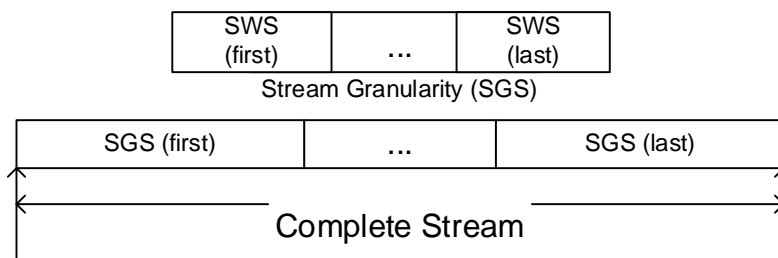 SWS (first) ... SWS (last)
Stream Granularity (SGS)
SGS (first) ... SGS (last)
Complete Stream